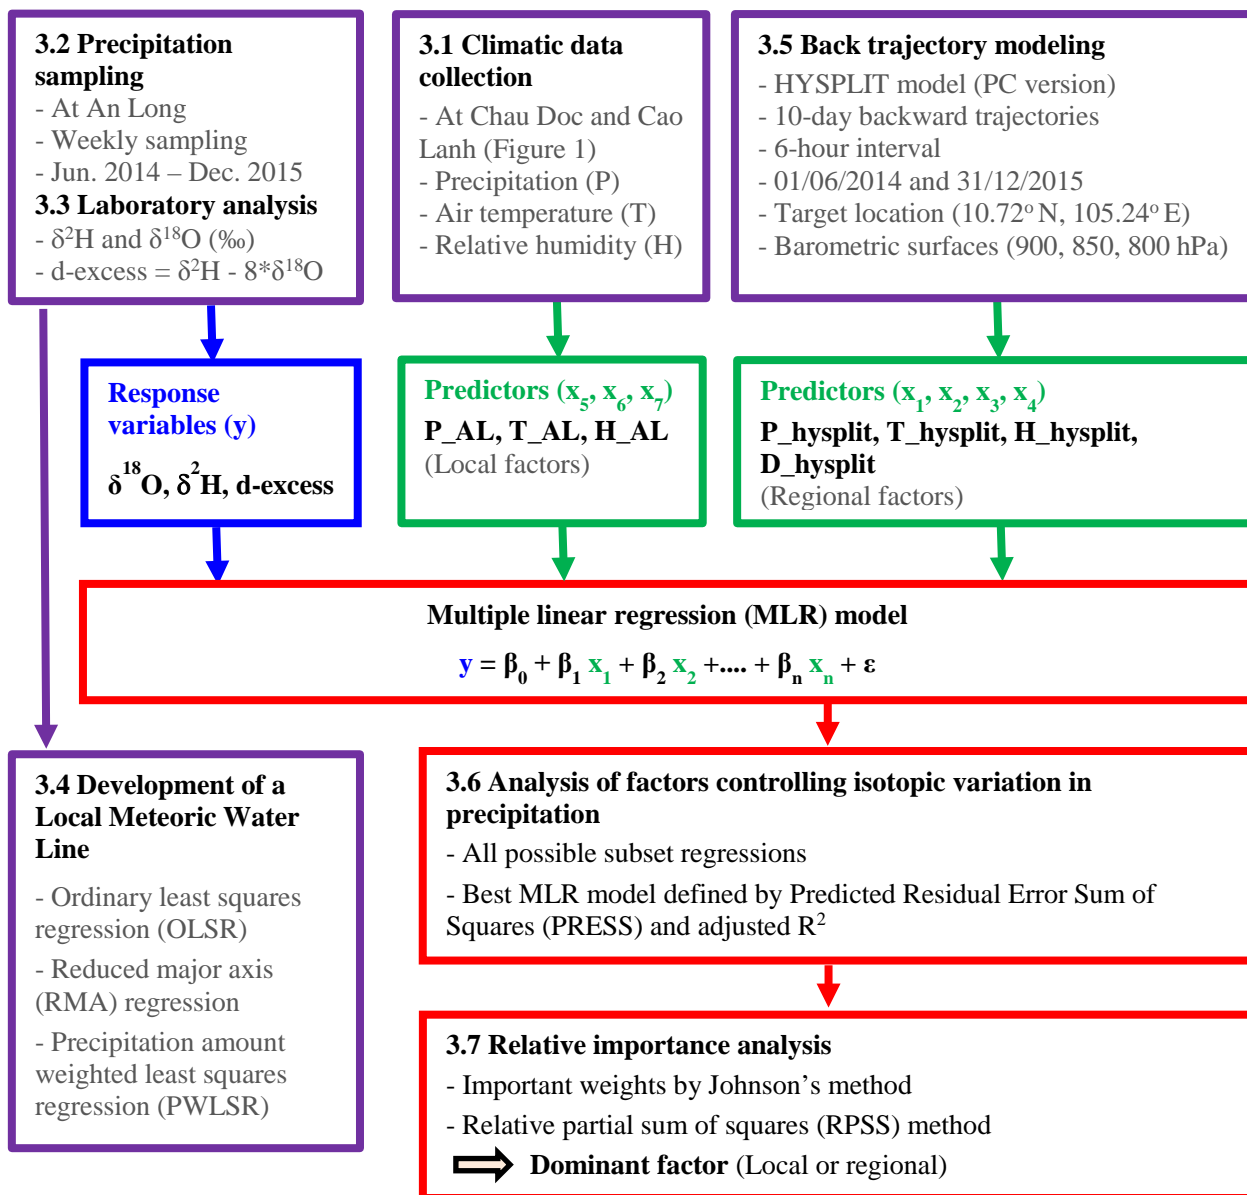 3.2 Precipitation
sampling
- At An Long
- Weekly sampling
- Jun. 2014 – Dec. 2015
3.3 Laboratory analysis
- δ²H and δ¹⁸O (‰)
- d-excess = δ²H - 8*δ¹⁸O
3.1 Climatic data
collection
- At Chau Doc and Cao
Lanh (Figure 1)
- Precipitation (P)
- Air temperature (T)
- Relative humidity (H)
3.5 Back trajectory modeling
- HYSPLIT model (PC version)
- 10-day backward trajectories
- 6-hour interval
- 01/06/2014 and 31/12/2015
- Target location (10.72° N, 105.24° E)
- Barometric surfaces (900, 850, 800 hPa)
Response
variables (y)
δ¹⁸O, δ²H, d-excess
Predictors (x₅, x₆, x₇)
P_AL, T_AL, H_AL
(Local factors)
Predictors (x₁, x₂, x₃, x₄)
P_hysplit, T_hysplit, H_hysplit,
D_hysplit
(Regional factors)
Multiple linear regression (MLR) model
y = β₀ + β₁ x₁ + β₂ x₂ +.... + βₙ xₙ + ε
3.4 Development of a
Local Meteoric Water
Line
- Ordinary least squares
regression (OLSR)
- Reduced major axis
(RMA) regression
- Precipitation amount
weighted least squares
regression (PWLSR)
3.6 Analysis of factors controlling isotopic variation in
precipitation
- All possible subset regressions
- Best MLR model defined by Predicted Residual Error Sum of
Squares (PRESS) and adjusted R²
3.7 Relative importance analysis
- Important weights by Johnson’s method
- Relative partial sum of squares (RPSS) method
Dominant factor (Local or regional)